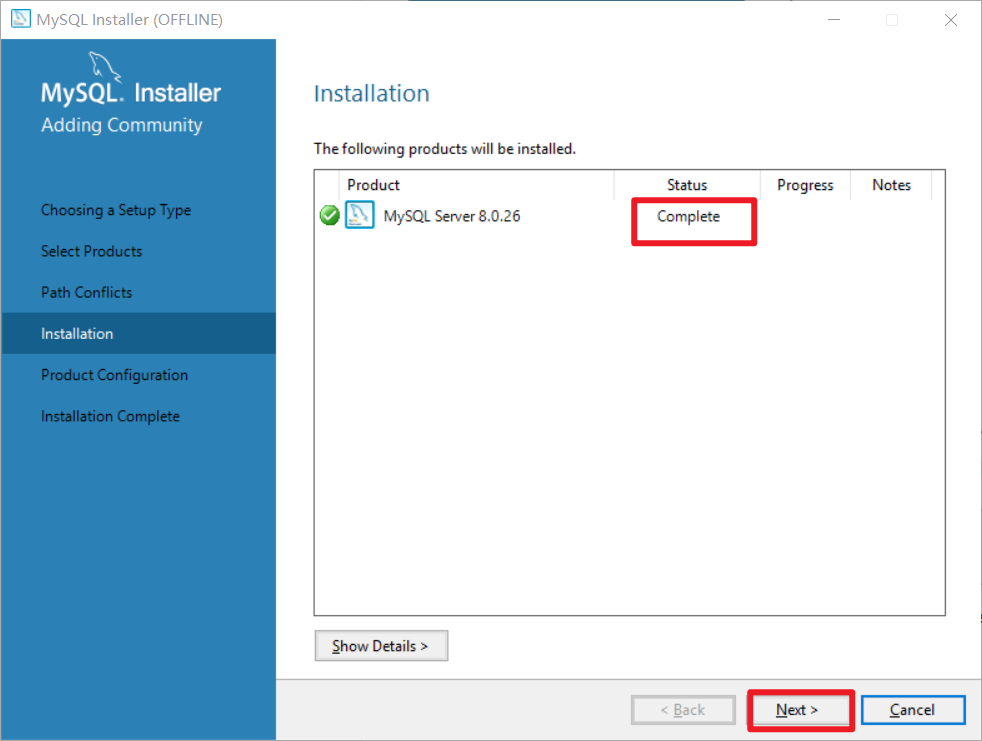 MySQL Installer (OFFLINE)
MySQL. Installer
Adding Community
Choosing a Setup Type
Select Products
Path Conflicts
Installation
Product Configuration
Installation Complete
Installation
The following products will be installed.
Product Status Progress Notes
MySQL Server 8.0.26 Complete
Show Details >
< Back Next > Cancel